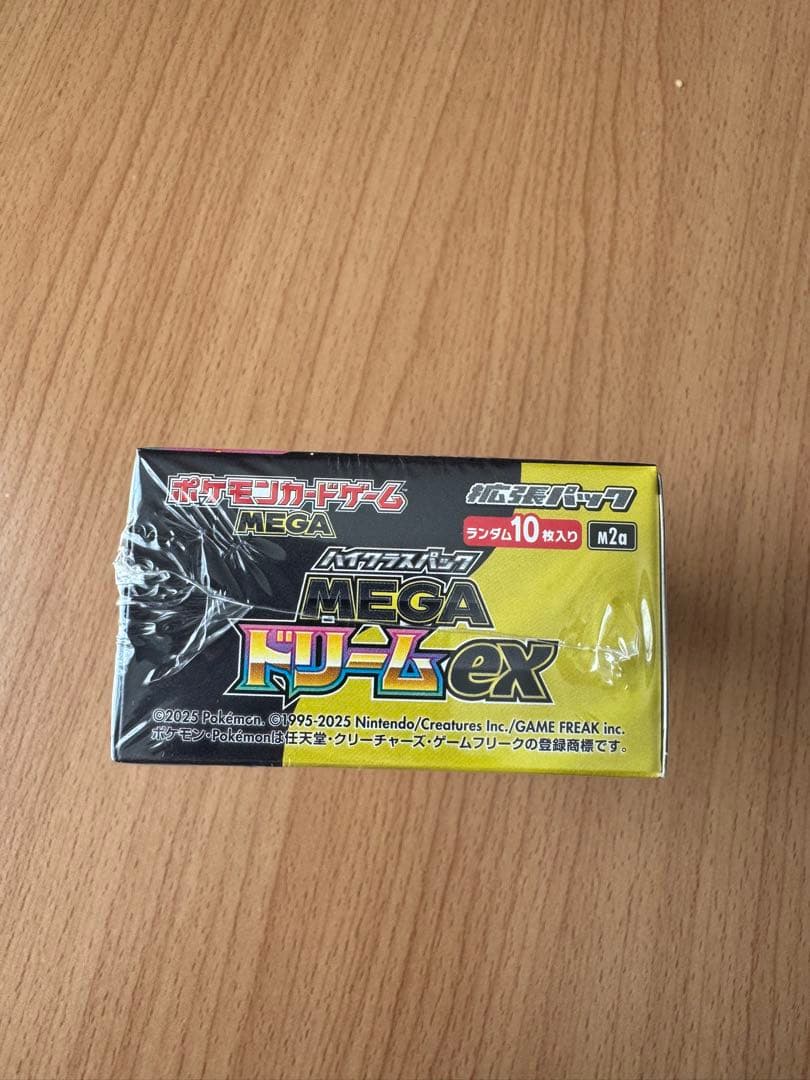 ポケモンカードゲーム
MEGA
拡張パック
ランダム10枚入り M2a
ハイクラスパック
MEGA
ドリームex
©2025 Pokémon. ©1995-2025 Nintendo/Creatures Inc./GAME FREAK inc.
ポケモン・Pokémonは任天堂・クリーチャーズ・ゲームフリークの登録商標です。